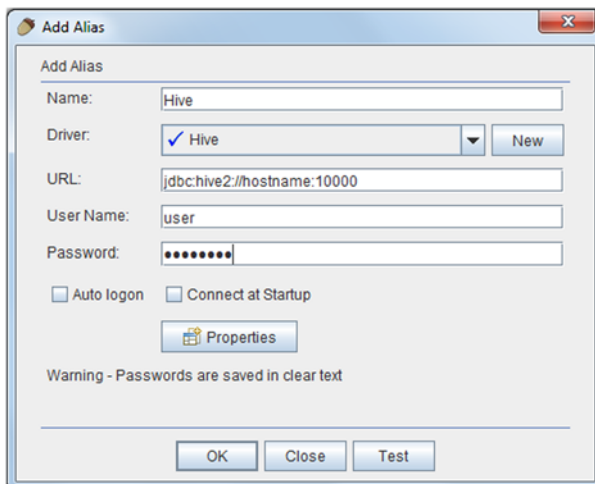 Add Alias
Add Alias
Name: Hive
Driver: Hive New
URL: jdbc:hive2://hostname:10000
User Name: user
Password: ••••••••
Auto logon Connect at Startup
Properties
Warning - Passwords are saved in clear text
OK Close Test